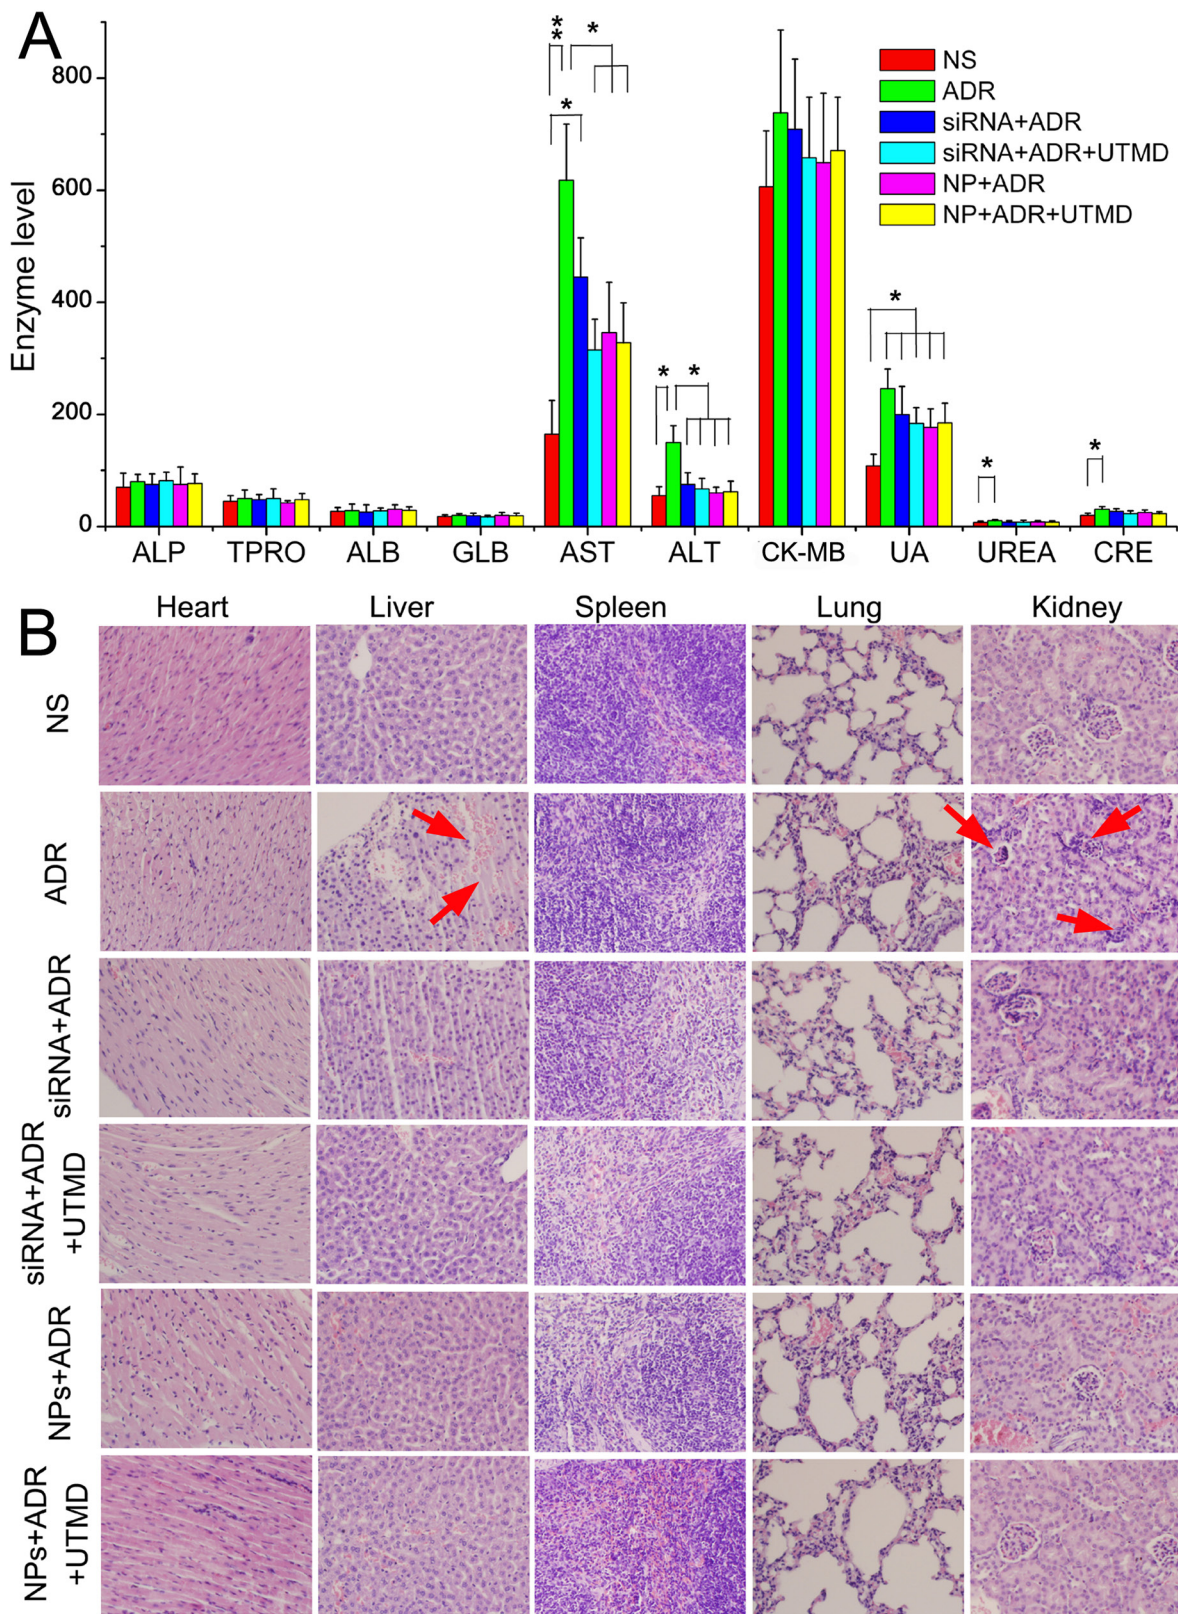 A
**
*
*
*
*
*
*
*
NS
ADR
siRNA+ADR
siRNA+ADR+UTMD
NP+ADR
NP+ADR+UTMD
Enzyme level
800
600
400
200
0
ALP TPRO ALB GLB AST ALT CK-MB UA UREA CRE
B
Heart Liver Spleen Lung Kidney
NS
ADR
siRNA+ADR
siRNA+ADR
+UTMD
NPs+ADR
NPs+ADR
+UTMD